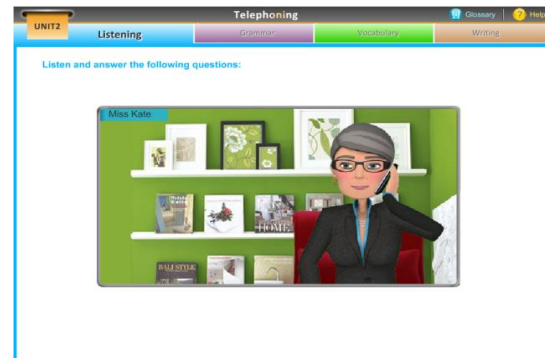 Telephoning
Glossary
? Help
UNIT2
Listening
Grammar
Vocabulary
Writing
Listen and answer the following questions:
Miss Kate
HOME
BALI STYLE